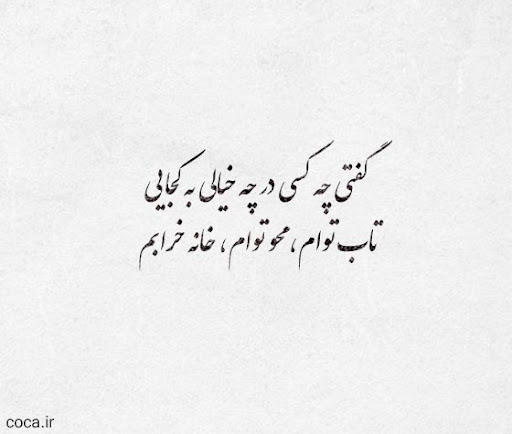 گفتی چه کسی در چه خیالی به کجایی
تاب توام ، محو توام ، خانه خرابم
coca.ir